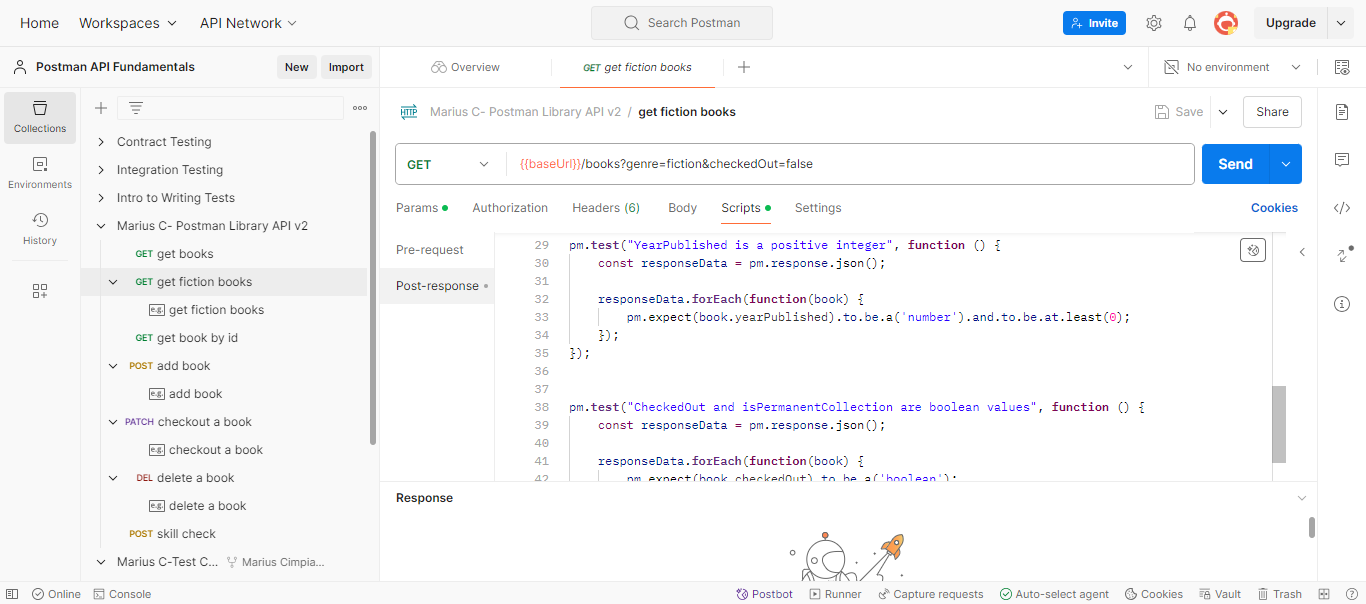 Home Workspaces API Network Search Postman Invite Upgrade
Postman API Fundamentals New Import Overview GET get fiction books No environment
Collections
Environments
History
Contract Testing
Integration Testing
Intro to Writing Tests
Marius C- Postman Library API v2
GET get books
GET get fiction books
e.g. get fiction books
GET get book by id
POST add book
e.g. add book
PATCH checkout a book
e.g. checkout a book
DEL delete a book
e.g. delete a book
POST skill check
Marius C-Test C... Marius Cimpia...
HTTP Marius C- Postman Library API v2 / get fiction books Save Share
GET {{baseUrl}}/books?genre=fiction&checkedOut=false Send
Params Authorization Headers (6) Body Scripts Settings Cookies
Pre-request
Post-response
29 pm.test("YearPublished is a positive integer", function () {
30 const responseData = pm.response.json();
31
32 responseData.forEach(function(book) {
33 pm.expect(book.yearPublished).to.be.a('number').and.to.be.at.least(0);
34 });
35 });
36
37
38 pm.test("CheckedOut and isPermanentCollection are boolean values", function () {
39 const responseData = pm.response.json();
40
41 responseData.forEach(function(book) {
42 pm.expect(book.checkedOut).to.be.a('boolean');
Response
Online Console Postbot Runner Capture requests Auto-select agent Cookies Vault Trash